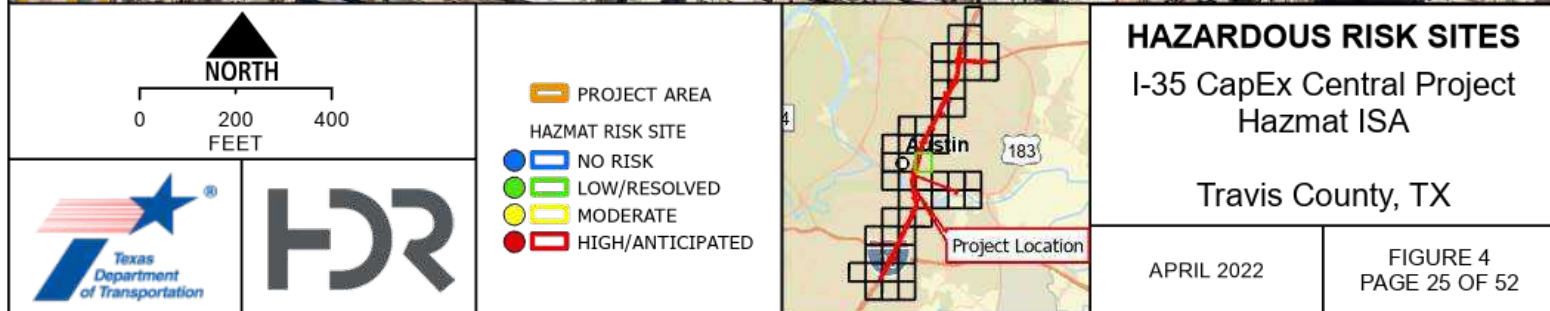 NORTH
0 200 400
FEET
Texas
Department
of Transportation
®
HDR
PROJECT AREA
HAZMAT RISK SITE
NO RISK
LOW/RESOLVED
MODERATE
HIGH/ANTICIPATED
4
Austin
183
Project Location
HAZARDOUS RISK SITES
I-35 CapEx Central Project
Hazmat ISA
Travis County, TX
APRIL 2022
FIGURE 4
PAGE 25 OF 52